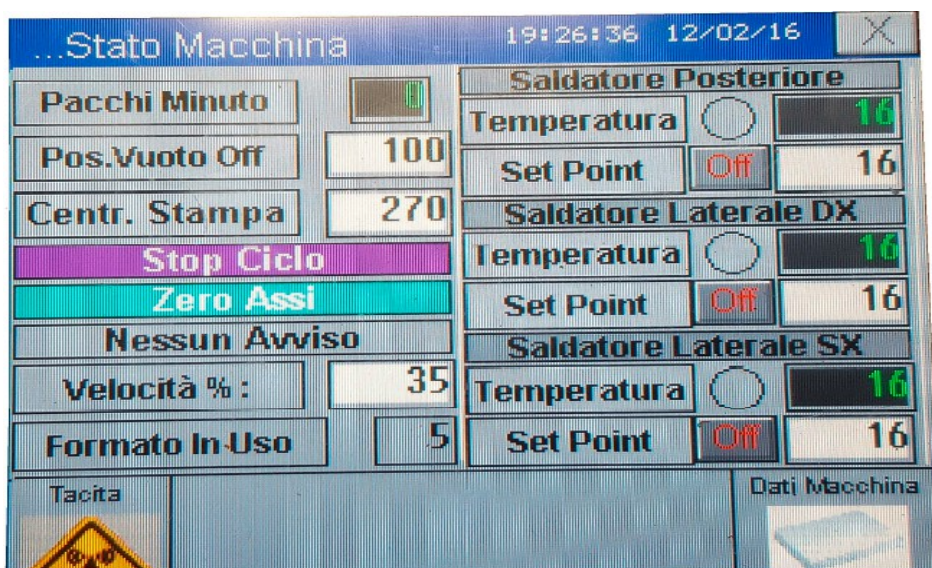 ...Stato Macchina 19:26:36 12/02/16 X
Pacchi Minuto 0
Pos.Vuoto Off 100
Centr. Stampa 270
Stop Ciclo
Zero Assi
Nessun Avviso
Velocità % : 35
Formato In Uso 5
Saldatore Posteriore
Temperatura 16
Set Point Off 16
Saldatore Laterale DX
Temperatura 16
Set Point Off 16
Saldatore Laterale SX
Temperatura 16
Set Point Off 16
Tacita
Dati Macchina